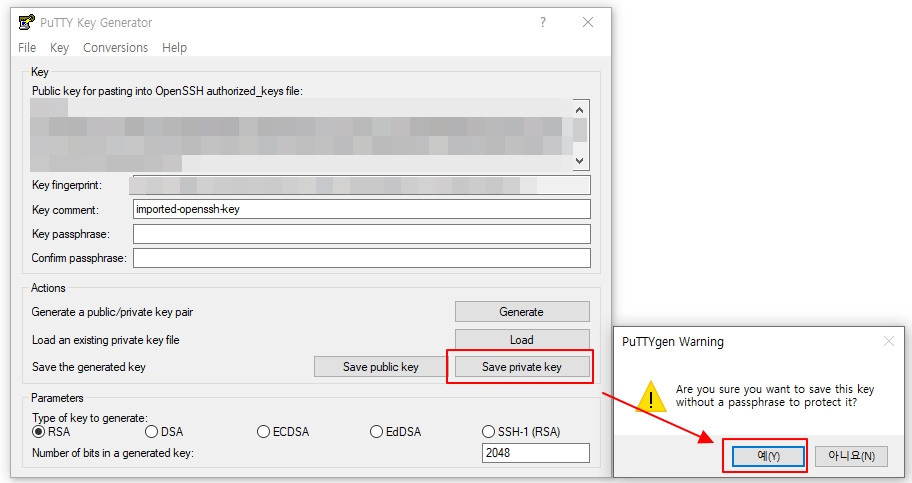 PuTTY Key Generator
File Key Conversions Help
Key
Public key for pasting into OpenSSH authorized_keys file:
Key fingerprint:
Key comment: imported-openssh-key
Key passphrase:
Confirm passphrase:
Actions
Generate a public/private key pair Generate
Load an existing private key file Load
Save the generated key Save public key Save private key
Parameters
Type of key to generate:
RSA DSA ECDSA EdDSA SSH-1 (RSA)
Number of bits in a generated key: 2048
PuTTYgen Warning
Are you sure you want to save this key
without a passphrase to protect it?
예(Y) 아니요(N)